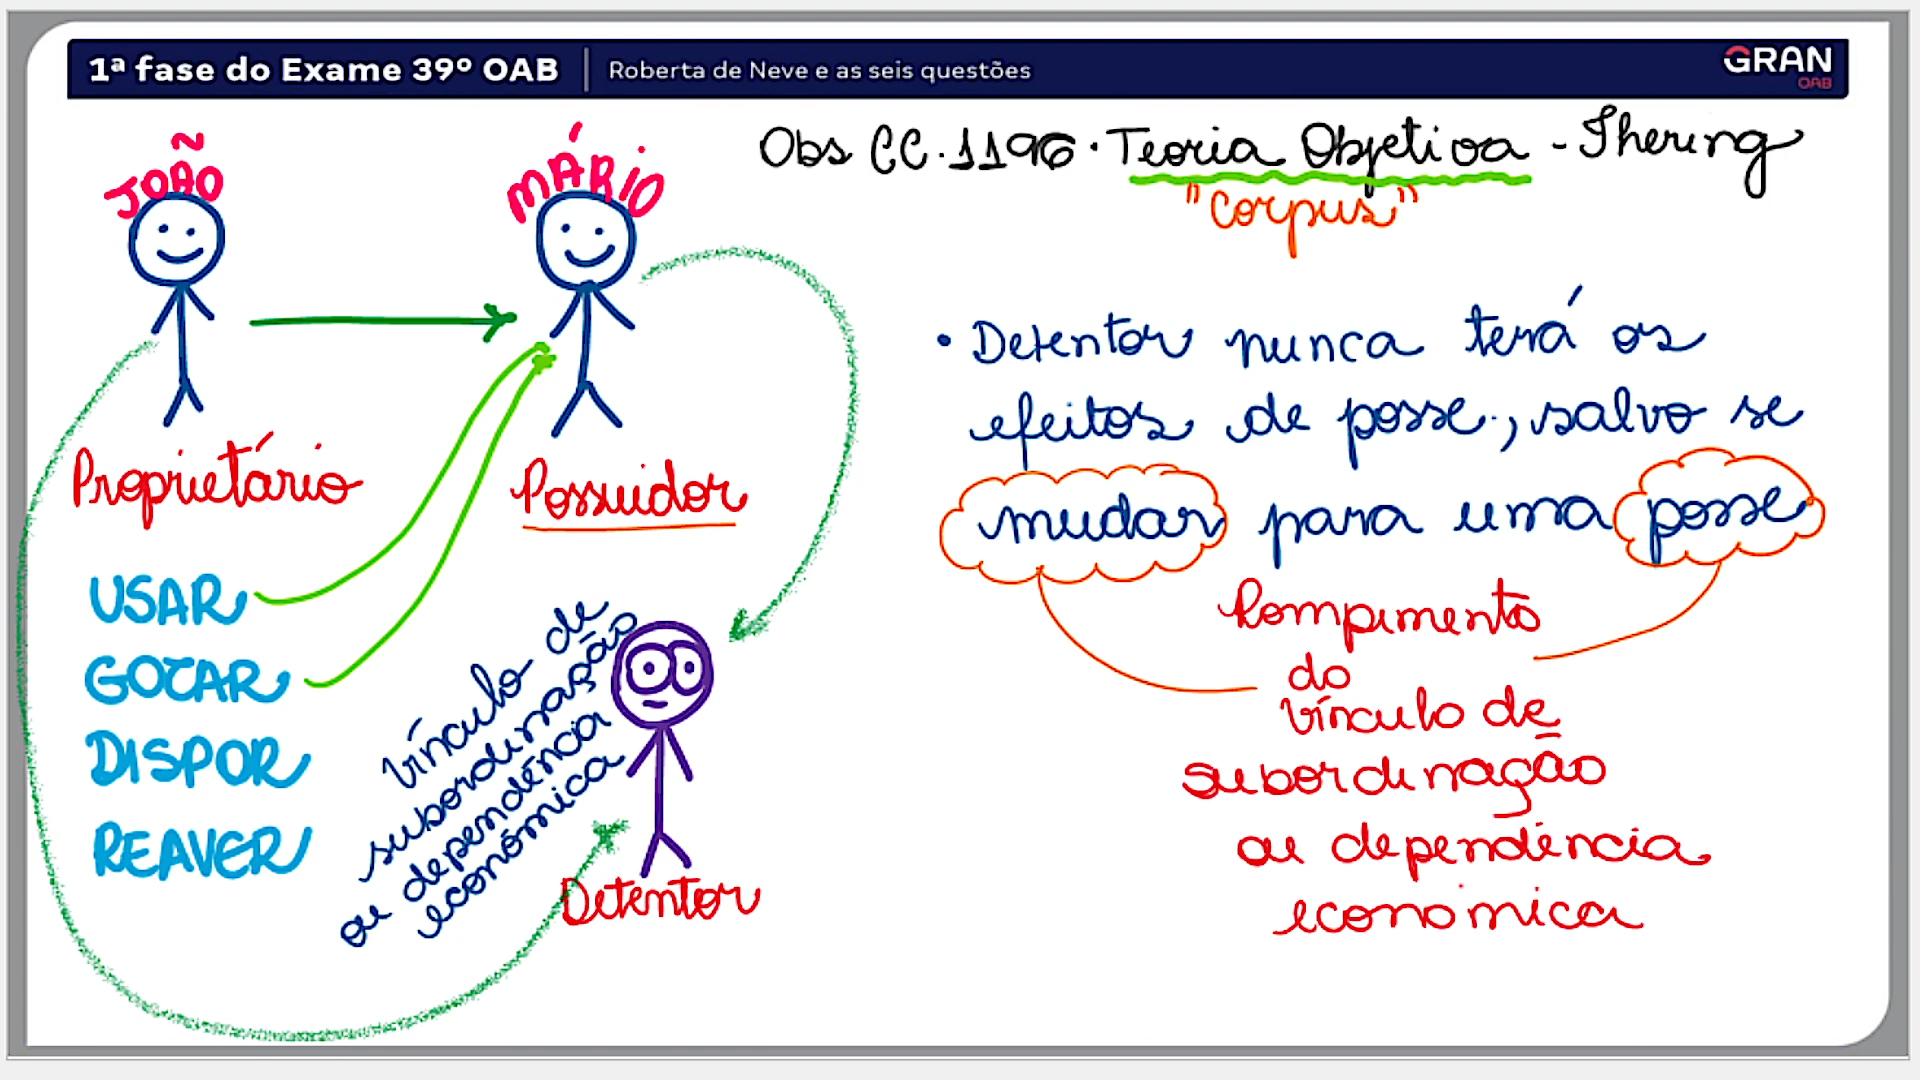 1ª fase do Exame 39º OAB
Roberta de Neve e as seis questões
GRAN
OAB
JOÃO
MÁRIO
Obs CC.1196 • Teoria Objetiva - Ihering
"Corpus"
Proprietário
Possuidor
USAR
GOZAR
DISPOR
REAVER
vínculo de
subordinação
ou dependência
econômica
Detentor
• Detentor nunca terá os
efeitos de posse, salvo se
mudar para uma posse
Rompimento
do
vínculo de
subordinação
ou dependência
econômica